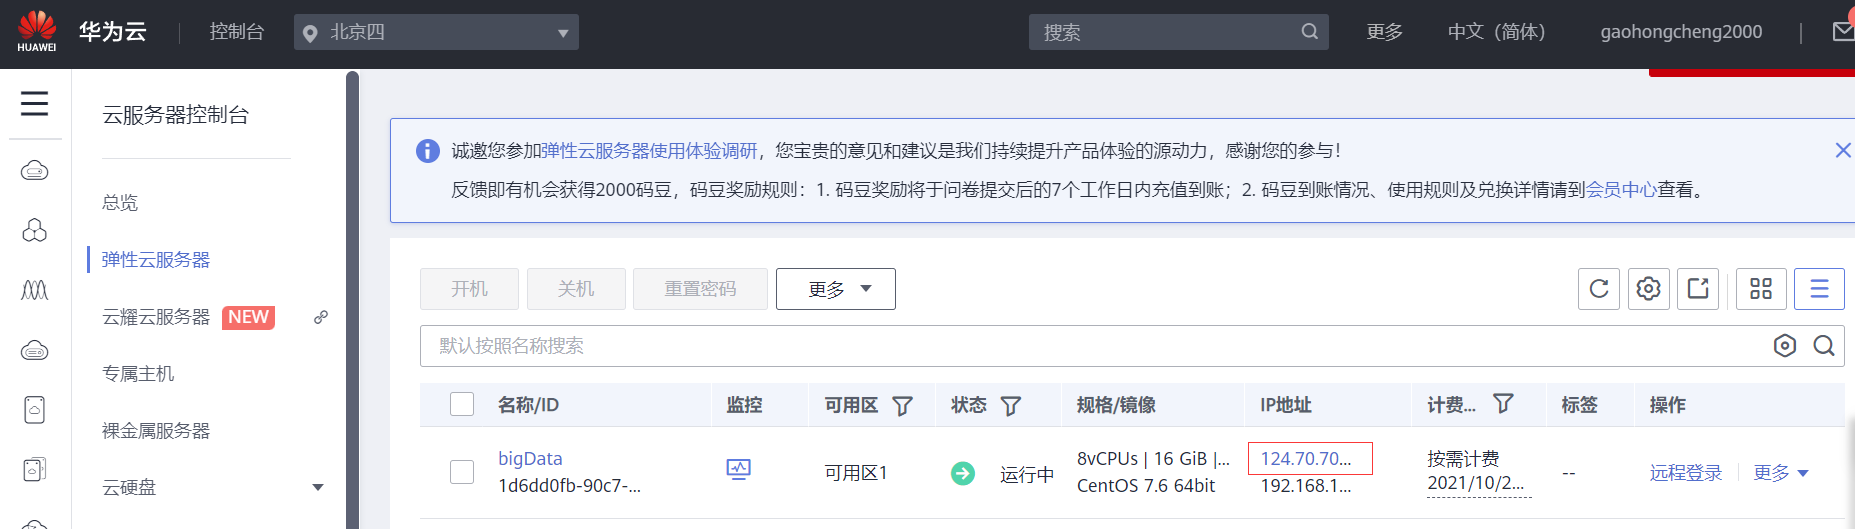 HUAWEI
华为云
控制台
北京四
搜索
更多
中文（简体）
gaohongcheng2000
云服务器控制台
总览
弹性云服务器
云耀云服务器 NEW
专属主机
裸金属服务器
云硬盘
诚邀您参加弹性云服务器使用体验调研，您宝贵的意见和建议是我们持续提升产品体验的源动力，感谢您的参与！
反馈即有机会获得2000码豆，码豆奖励规则：1. 码豆奖励将于问卷提交后的7个工作日内充值到账；2. 码豆到账情况、使用规则及兑换详情请到会员中心查看。
开机
关机
重置密码
更多
默认按照名称搜索
名称/ID
监控
可用区
状态
规格/镜像
IP地址
计费...
标签
操作
bigData
1d6dd0fb-90c7-...
可用区1
运行中
8vCPUs | 16 GiB |...
CentOS 7.6 64bit
124.70.70...
192.168.1...
按需计费
2021/10/2...
--
远程登录
更多